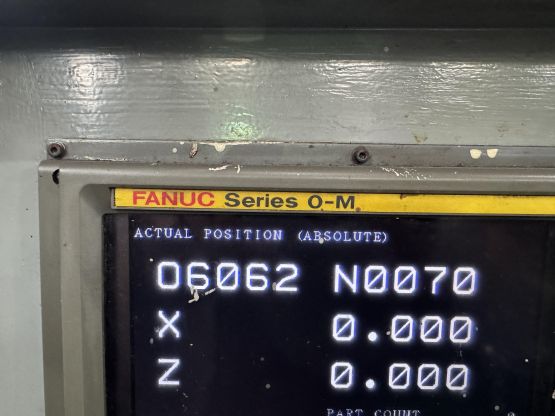 FANUC Series O-M
ACTUAL POSITION (ABSOLUTE)
O6062 N0070
X 0.000
Z 0.000
PART COUNT